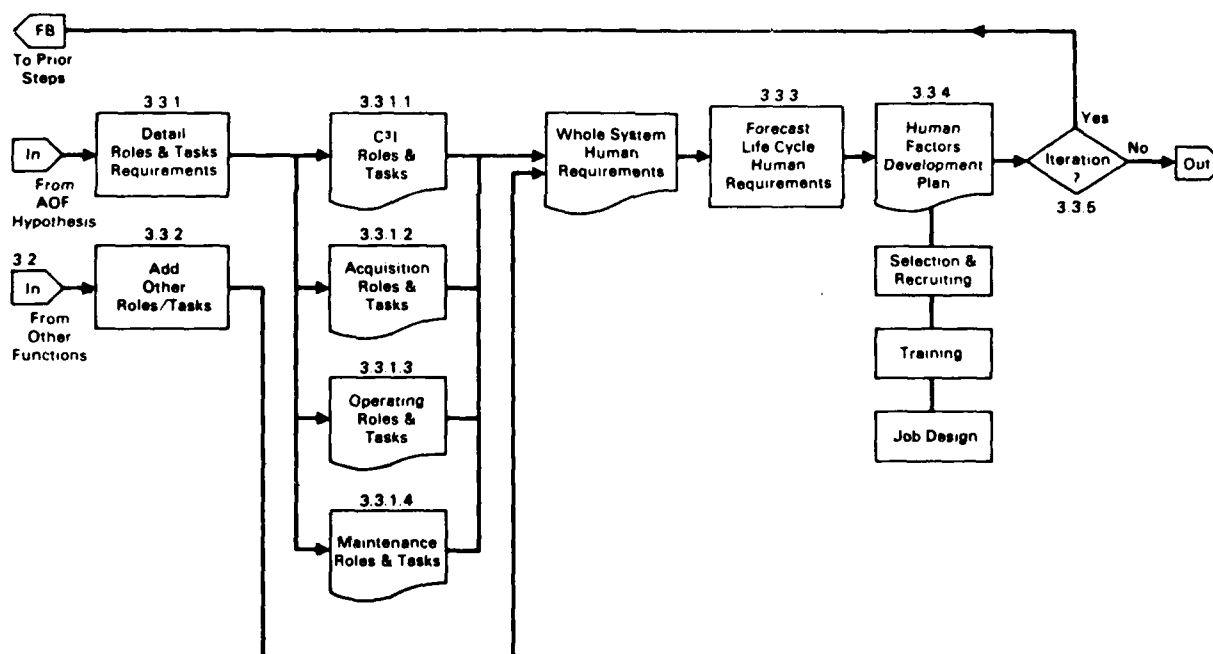 FB
To Prior
Steps
3 3 1
In
Detail
Roles & Tasks
Requirements
From
AOF
Hypothesis
3 2
In
From
Other
Functions
3.3.2
Add
Other
Roles/Tasks
3.3 1.1
C³I
Roles &
Tasks
3.3.1.2
Acquisition
Roles &
Tasks
3.3.1.3
Operating
Roles &
Tasks
3.3.1.4
Maintenance
Roles & Tasks
Whole System
Human
Requirements
3 3 3
Forecast
Life Cycle
Human
Requirements
3 3 4
Human
Factors
Development
Plan
Selection &
Recruiting
Training
Job Design
Yes
Iteration
?
3.3.5
No
Out